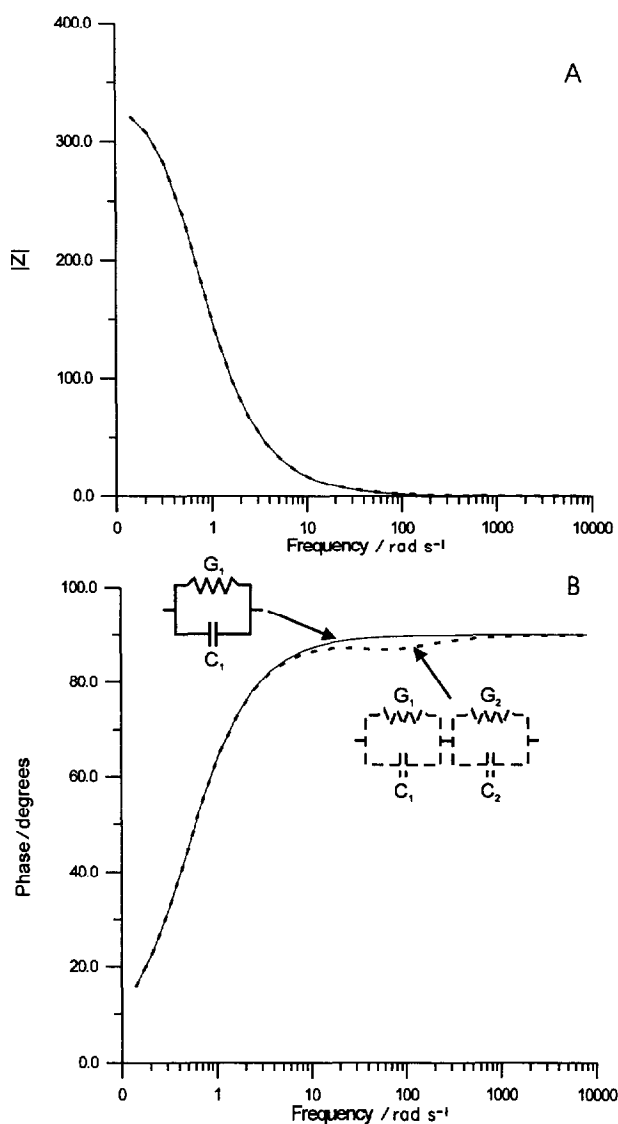 400.0
A
300.0
|Z|
200.0
100.0
0.0
0 1 10 100 1000 10000
Frequency / rad s⁻¹
100.0
B
G₁
C₁
80.0
G₁ G₂
C₁ C₂
60.0
Phase / degrees
40.0
20.0
0.0
0 1 10 100 1000 10000
Frequency / rad s⁻¹